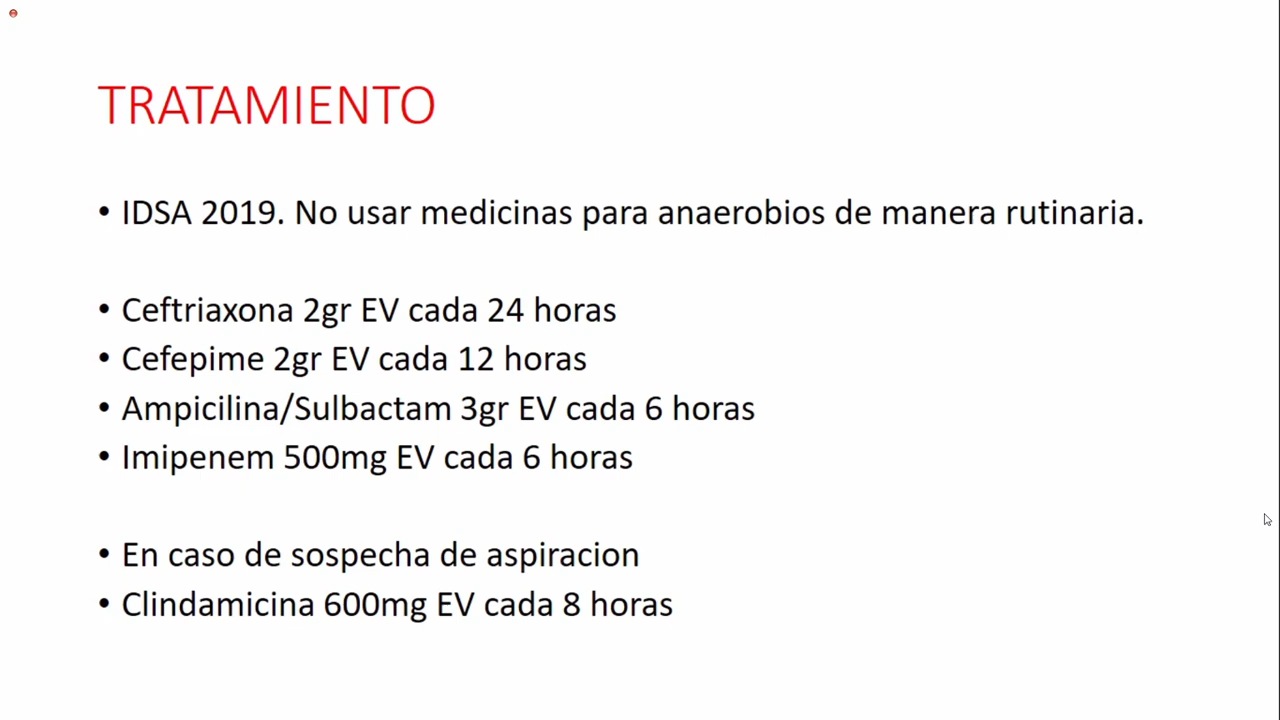 TRATAMIENTO
• IDSA 2019. No usar medicinas para anaerobios de manera rutinaria.
• Ceftriaxona 2gr EV cada 24 horas
• Cefepime 2gr EV cada 12 horas
• Ampicilina/Sulbactam 3gr EV cada 6 horas
• Imipenem 500mg EV cada 6 horas
• En caso de sospecha de aspiracion
• Clindamicina 600mg EV cada 8 horas